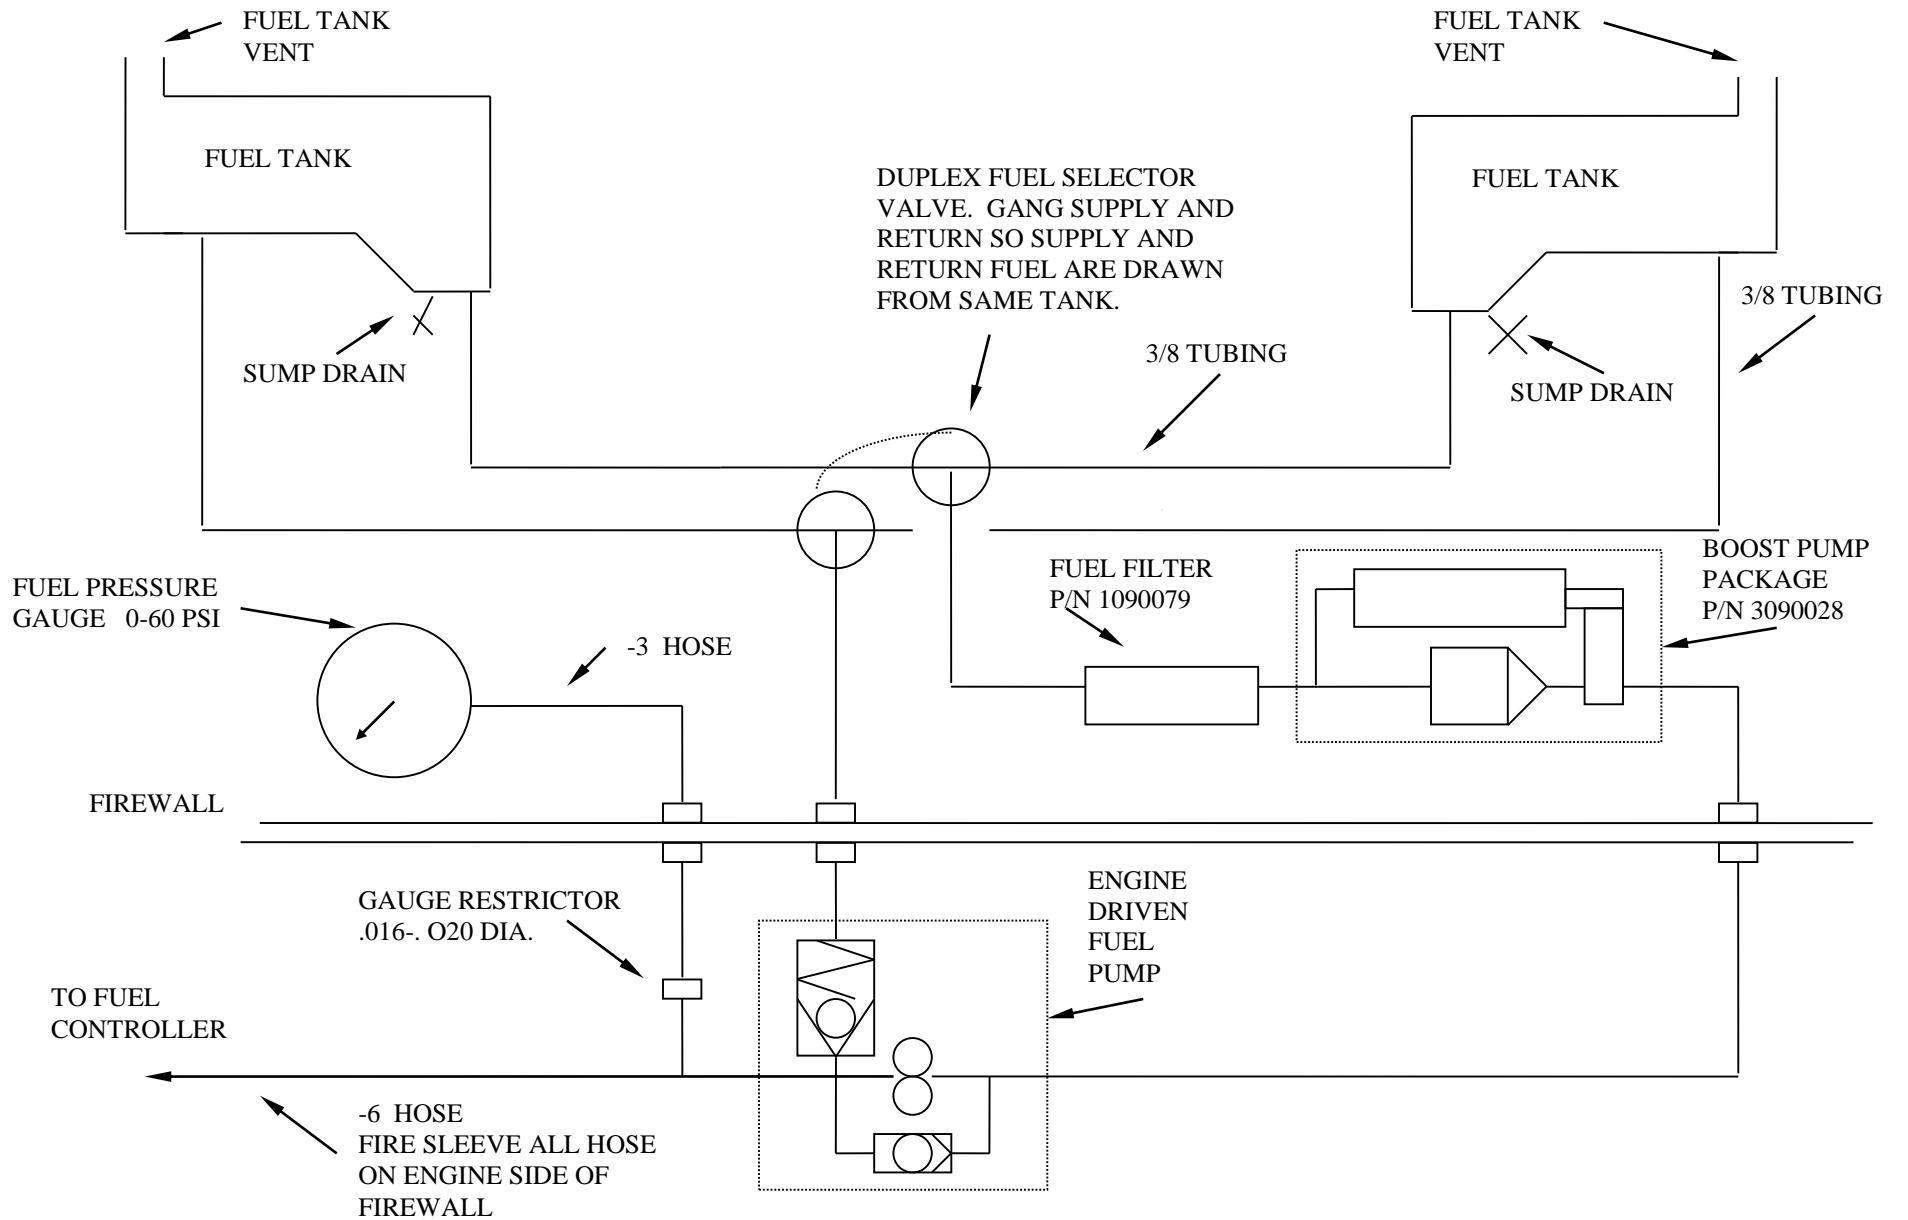 FUEL TANK
VENT
FUEL TANK
VENT
FUEL TANK
DUPLEX FUEL SELECTOR
VALVE.  GANG SUPPLY AND
RETURN SO SUPPLY AND
RETURN FUEL ARE DRAWN
FROM SAME TANK.
FUEL TANK
3/8 TUBING
SUMP DRAIN
3/8 TUBING
SUMP DRAIN
FUEL PRESSURE
GAUGE   0-60 PSI
-3  HOSE
FUEL FILTER
P/N 1090079
BOOST PUMP
PACKAGE
P/N 3090028
FIREWALL
GAUGE RESTRICTOR
.016-. O20 DIA.
ENGINE
DRIVEN
FUEL
PUMP
TO FUEL
CONTROLLER
-6  HOSE
FIRE SLEEVE ALL HOSE
ON ENGINE SIDE OF
FIREWALL